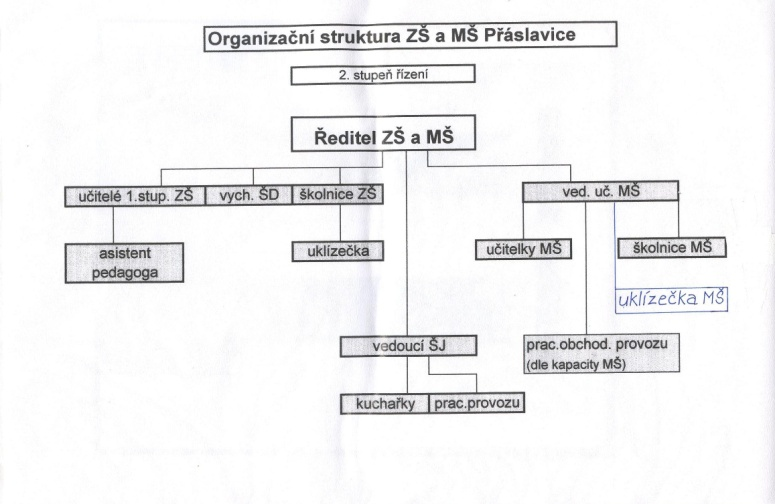 Organizační struktura ZŠ a MŠ Přáslavice
2. stupeň řízení
Ředitel ZŠ a MŠ
učitelé 1.stup. ZŠ
vych. ŠD
školnice ZŠ
ved. uč. MŠ
asistent
pedagoga
uklízečka
učitelky MŠ
školnice MŠ
uklízečka MŠ
vedoucí ŠJ
prac.obchod. provozu
(dle kapacity MŠ)
kuchařky
prac.provozu